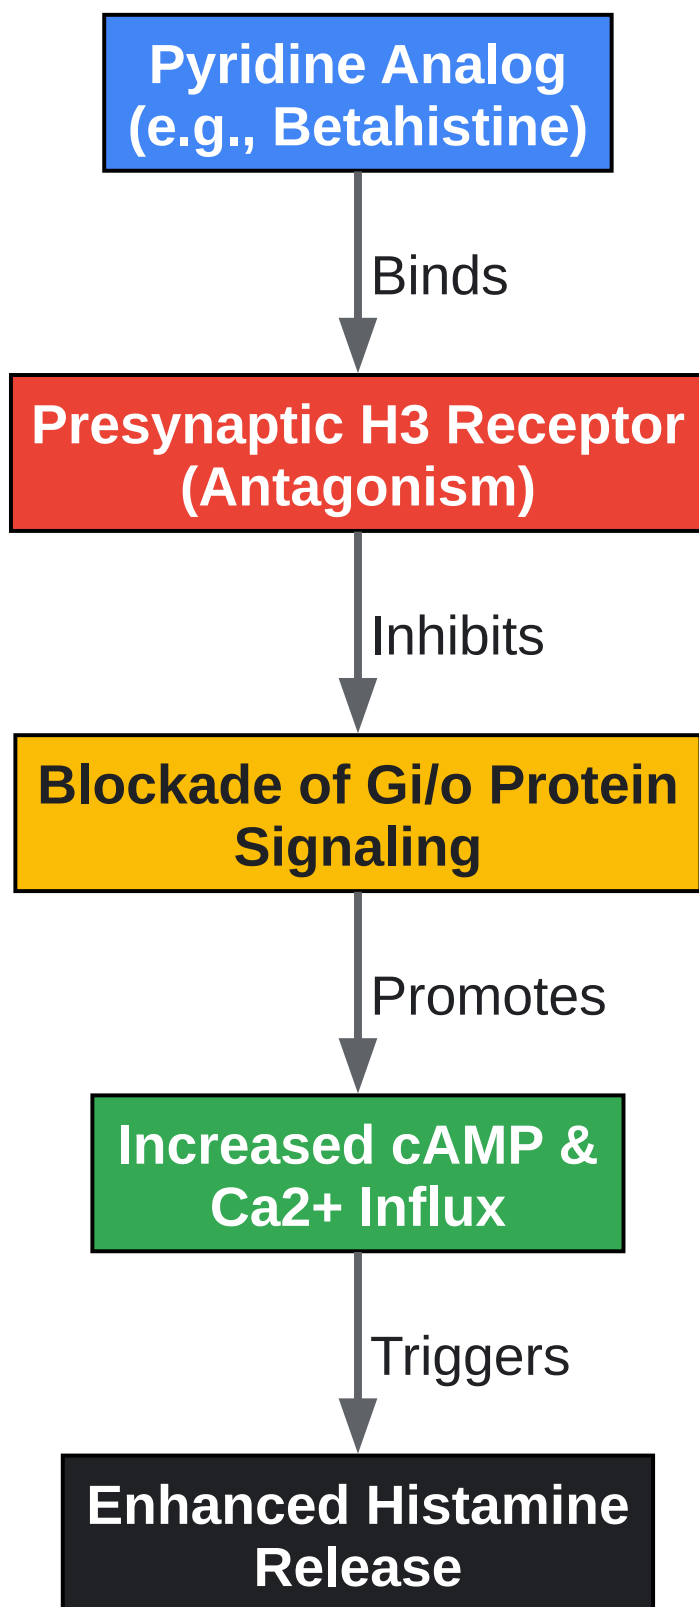 Pyridine Analog
(e.g., Betahistine)
Binds
Presynaptic H3 Receptor
(Antagonism)
Inhibits
Blockade of Gi/o Protein
Signaling
Promotes
Increased cAMP &
Ca2+ Influx
Triggers
Enhanced Histamine
Release